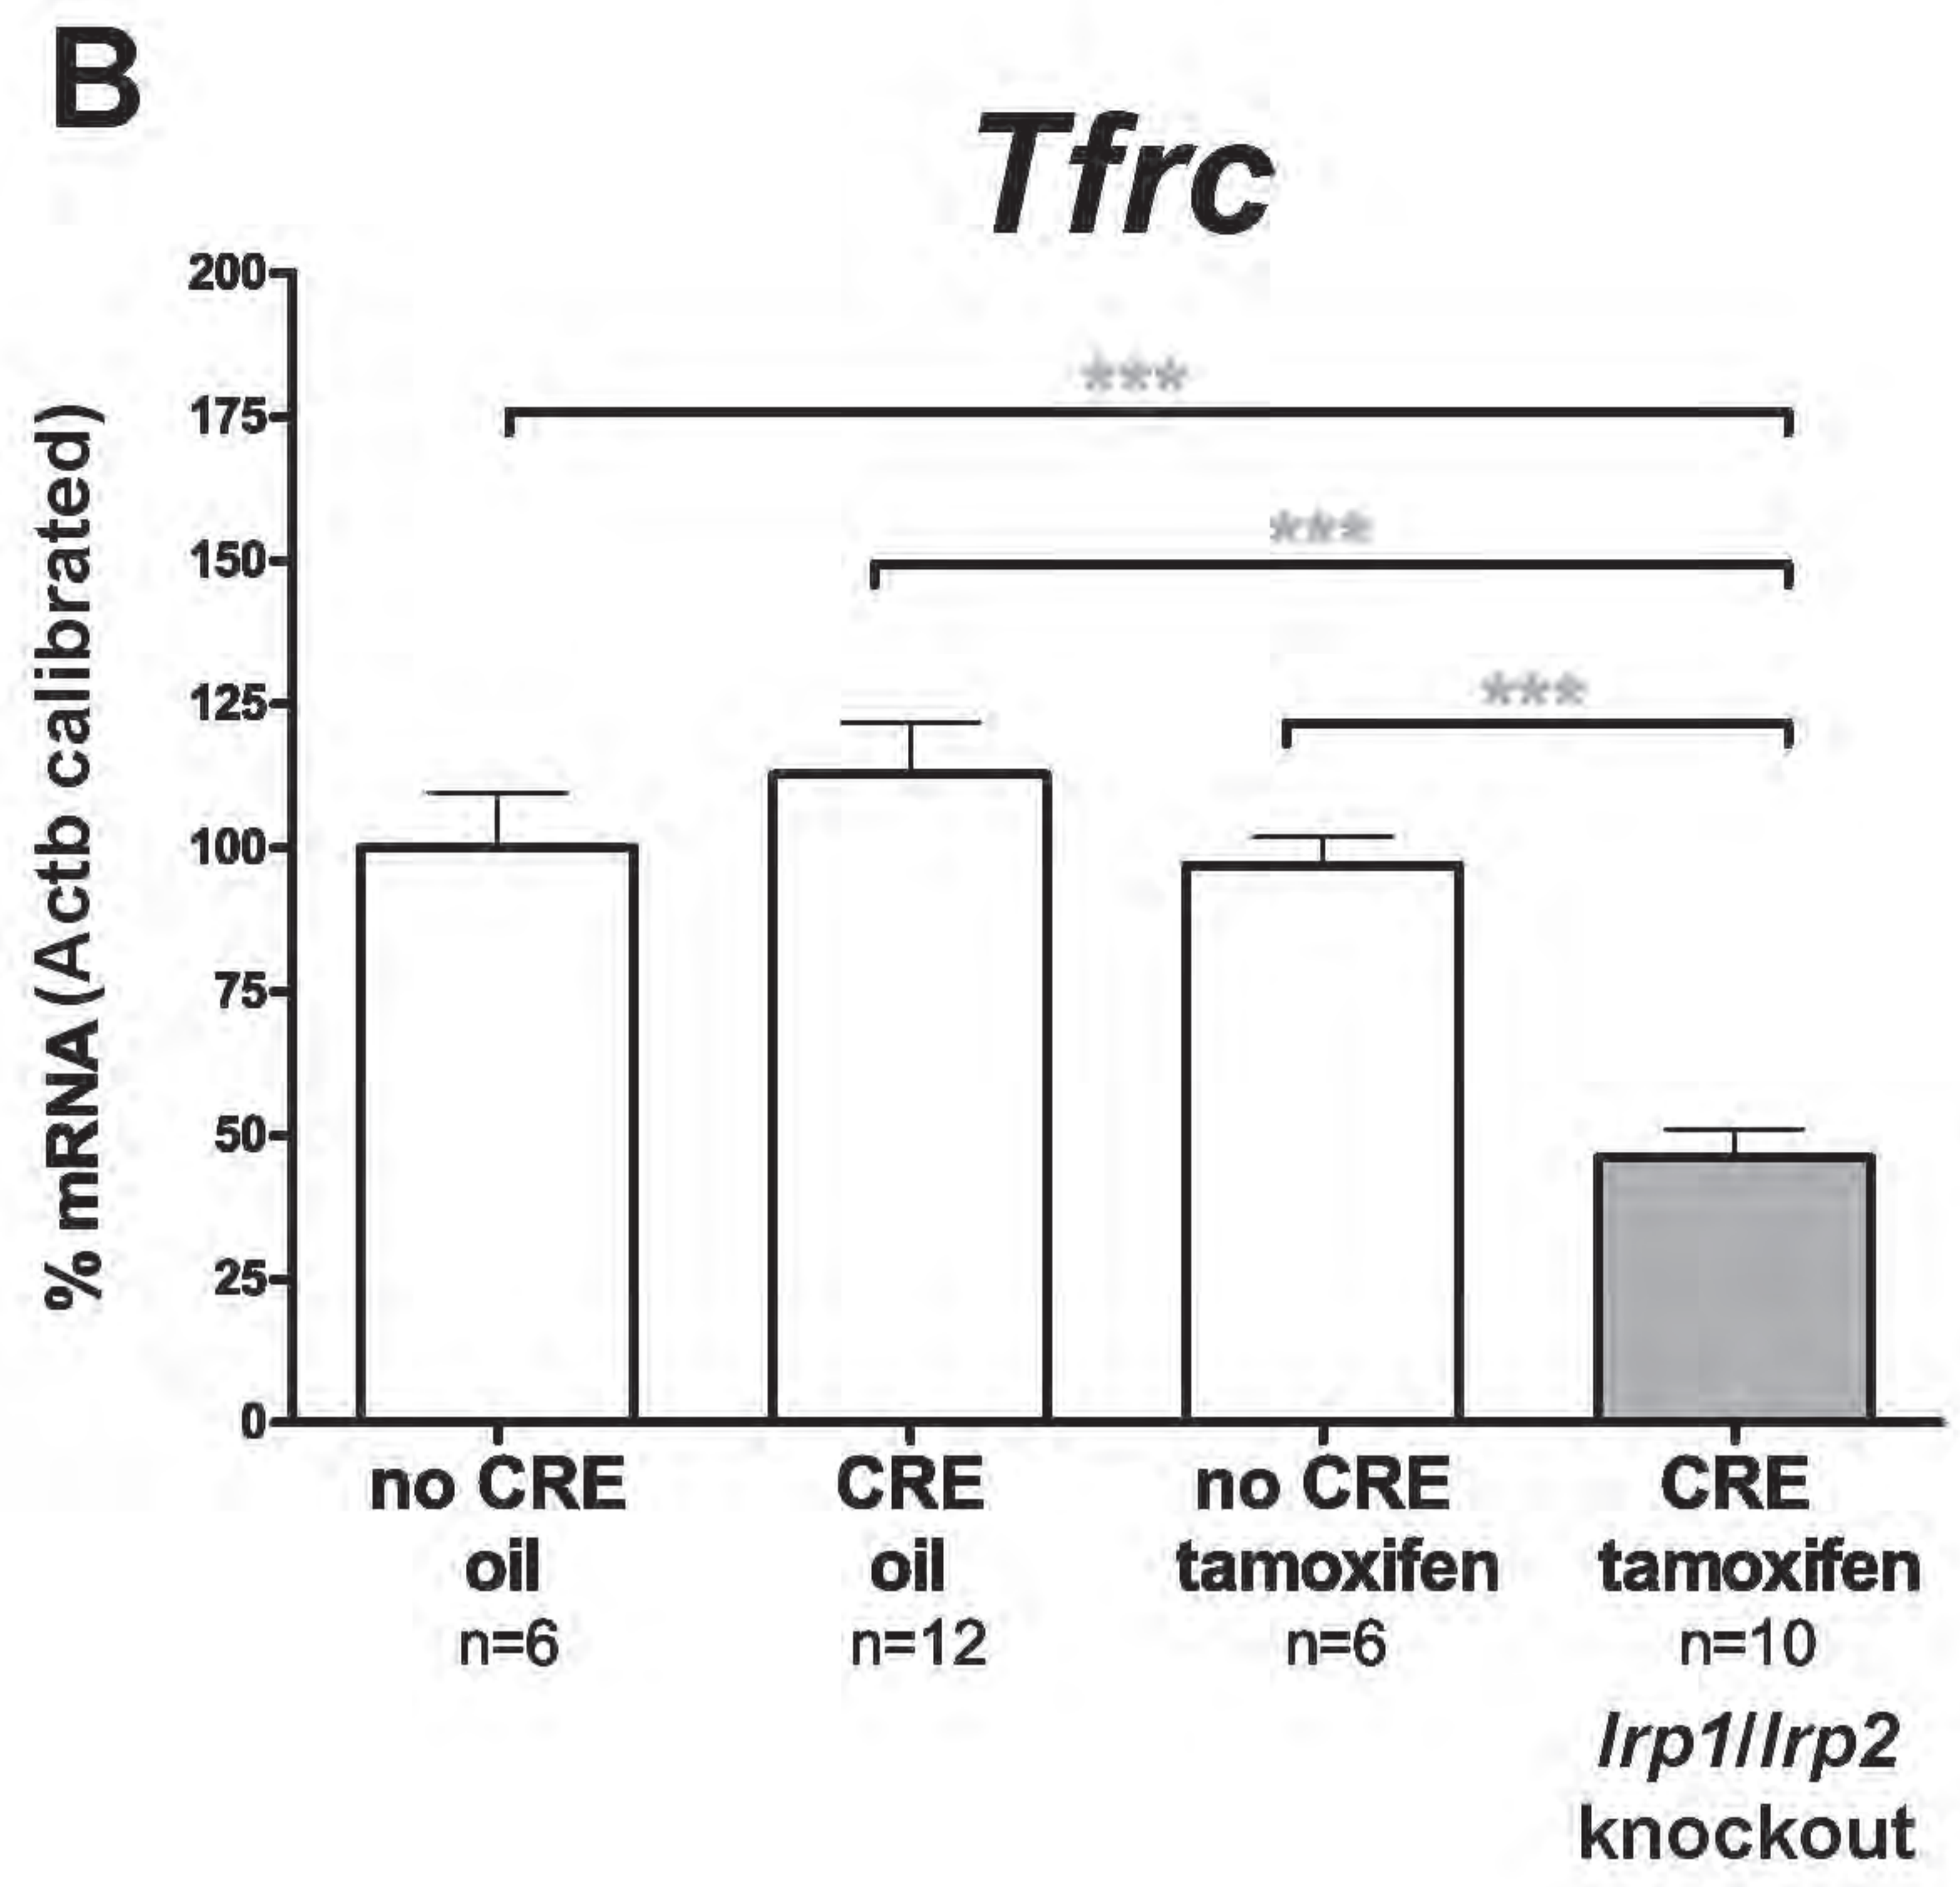 B
Tfrc
200
***
175
***
150
***
125
100
75
50
25
0
% mRNA (Actb calibrated)
no CRE
oil
n=6
CRE
oil
n=12
no CRE
tamoxifen
n=6
CRE
tamoxifen
n=10
Irp1/Irp2
knockout